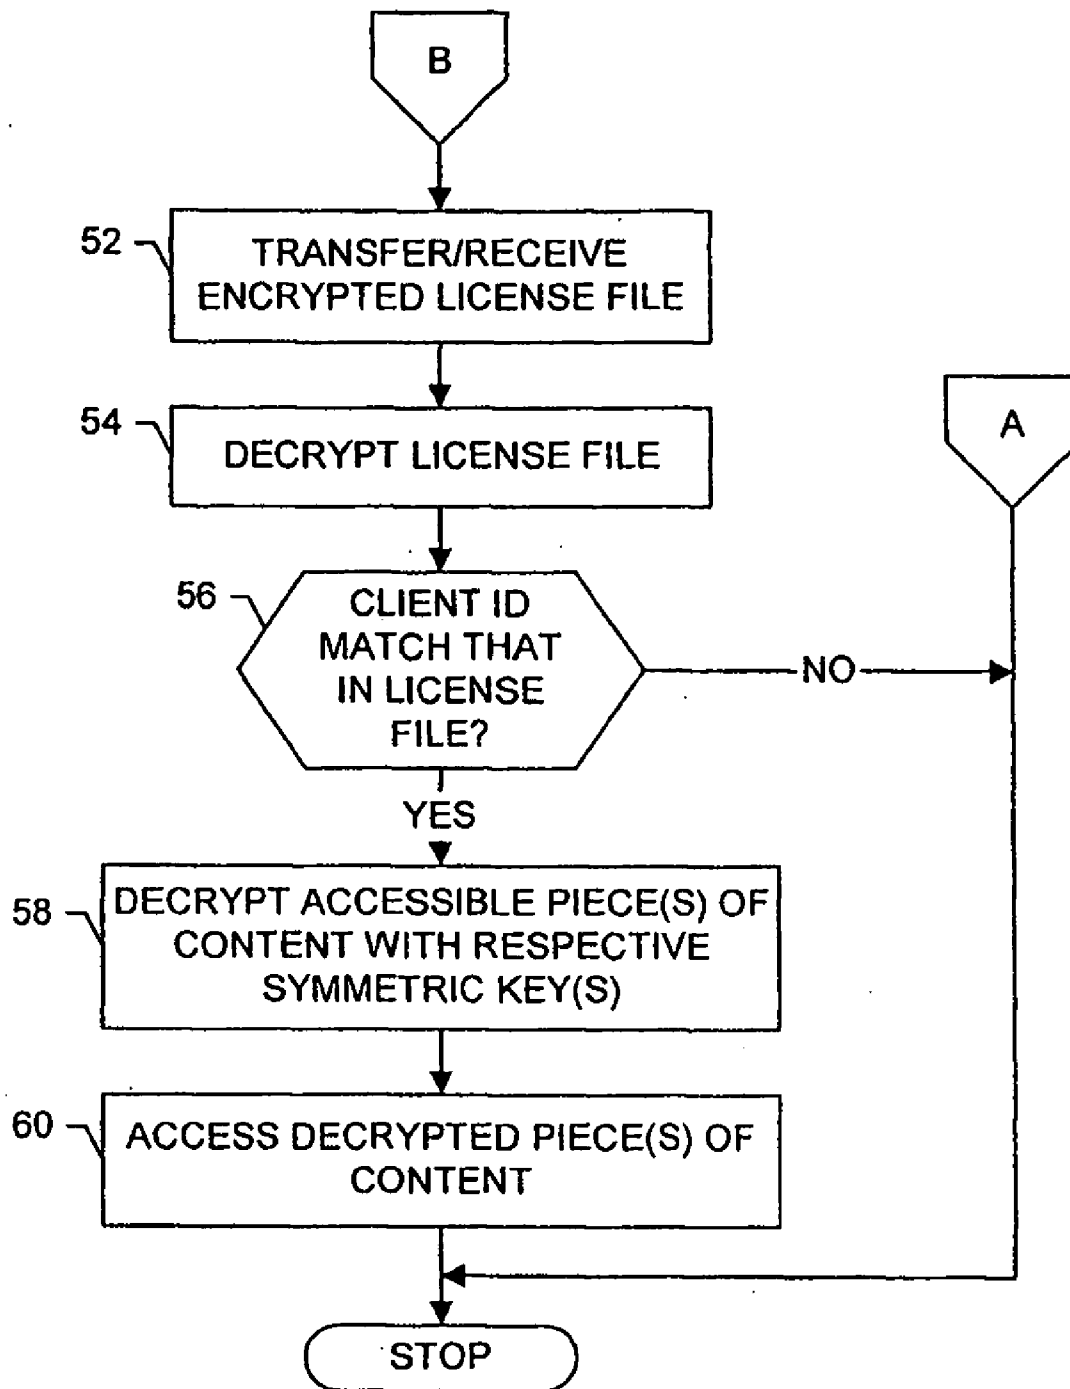 B
52
TRANSFER/RECEIVE
ENCRYPTED LICENSE FILE
54
DECRYPT LICENSE FILE
A
56
CLIENT ID
MATCH THAT
IN LICENSE
FILE?
NO
YES
58
DECRYPT ACCESSIBLE PIECE(S) OF
CONTENT WITH RESPECTIVE
SYMMETRIC KEY(S)
60
ACCESS DECRYPTED PIECE(S) OF
CONTENT
STOP